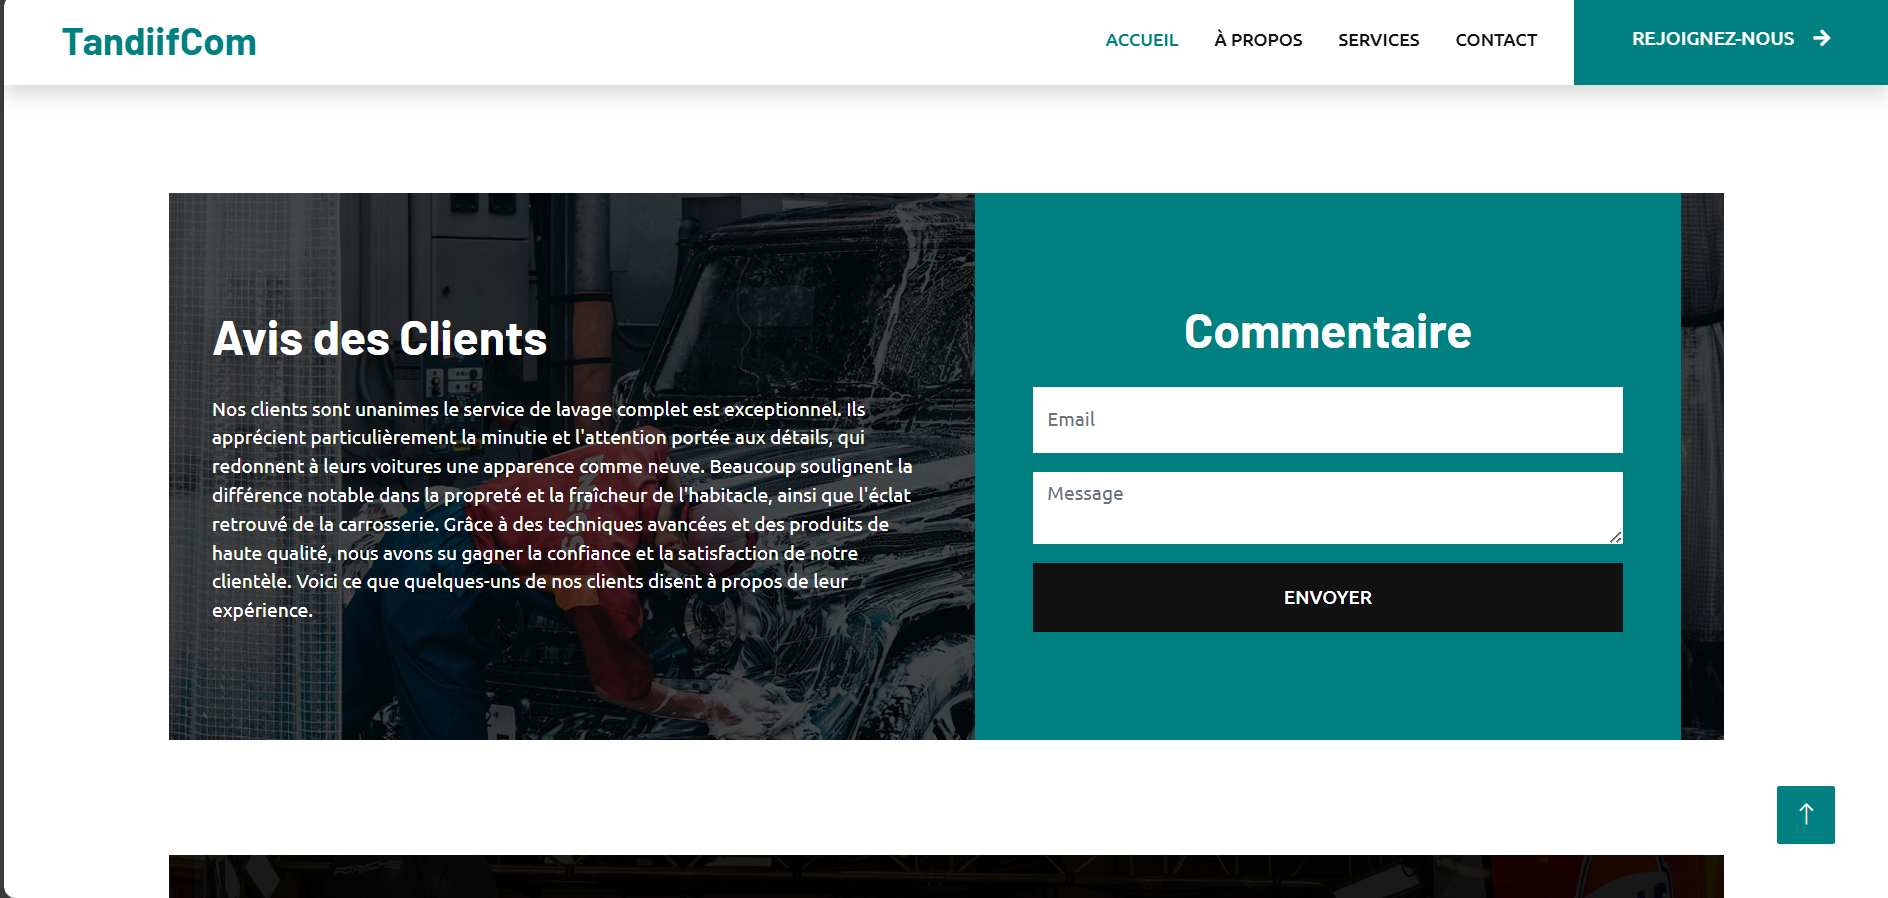 TandiifCom
ACCUEIL
À PROPOS
SERVICES
CONTACT
REJOIGNEZ-NOUS
Avis des Clients
Nos clients sont unanimes le service de lavage complet est exceptionnel. Ils
apprécient particulièrement la minutie et l'attention portée aux détails, qui
redonnent à leurs voitures une apparence comme neuve. Beaucoup soulignent la
différence notable dans la propreté et la fraîcheur de l'habitacle, ainsi que l'éclat
retrouvé de la carrosserie. Grâce à des techniques avancées et des produits de
haute qualité, nous avons su gagner la confiance et la satisfaction de notre
clientèle. Voici ce que quelques-uns de nos clients disent à propos de leur
expérience.
Commentaire
Email
Message
ENVOYER
PORSCHE